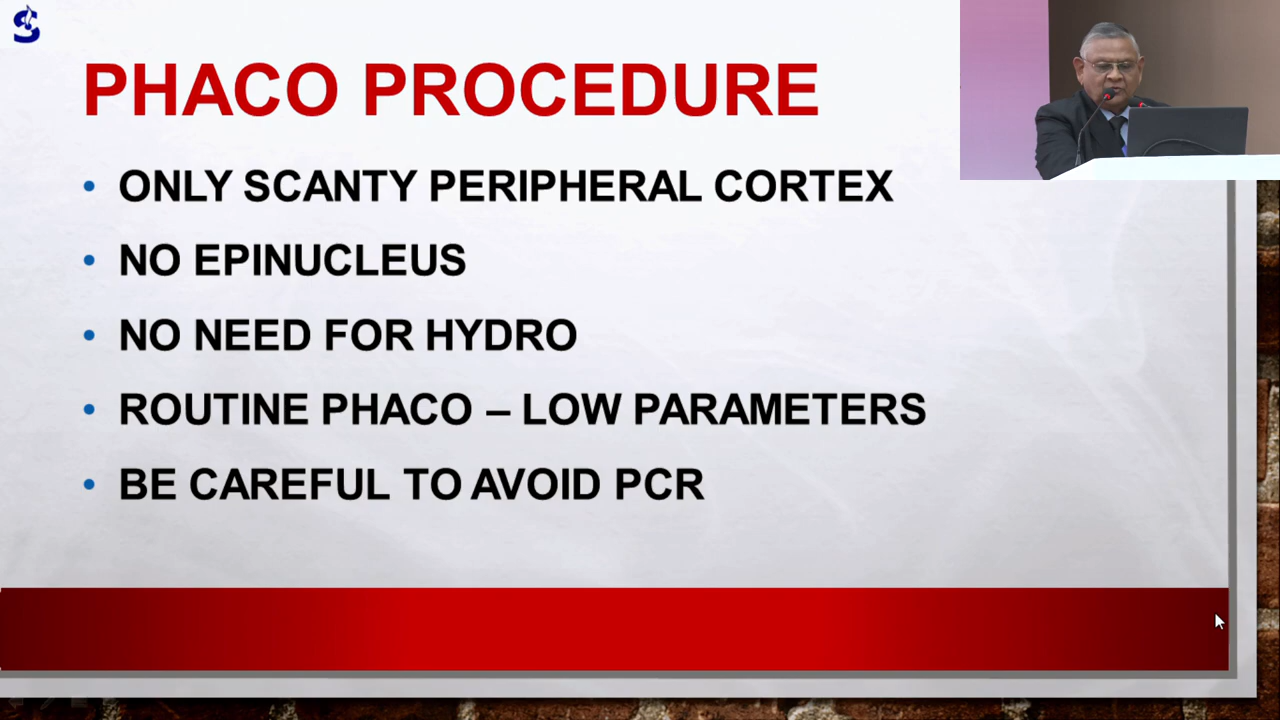 PHACO PROCEDURE
• ONLY SCANTY PERIPHERAL CORTEX
• NO EPINUCLEUS
• NO NEED FOR HYDRO
• ROUTINE PHACO – LOW PARAMETERS
• BE CAREFUL TO AVOID PCR